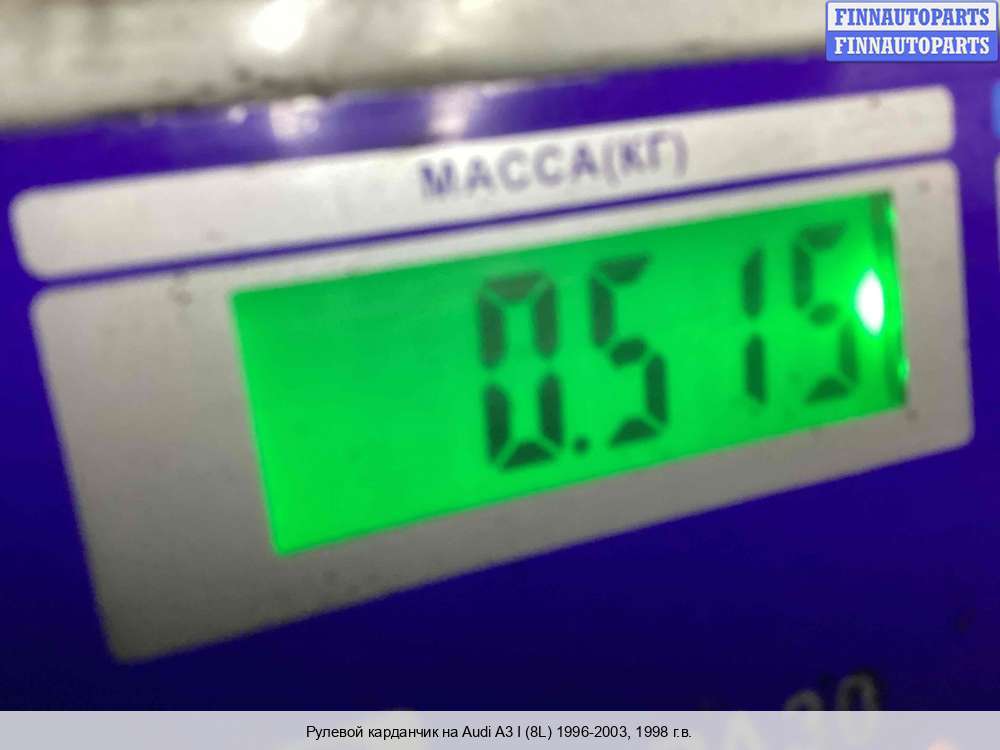 FINNAUTOPARTS
FINNAUTOPARTS
МАССА(КГ)
0.515
Рулевой карданчик на Audi A3 I (8L) 1996-2003, 1998 г.в.